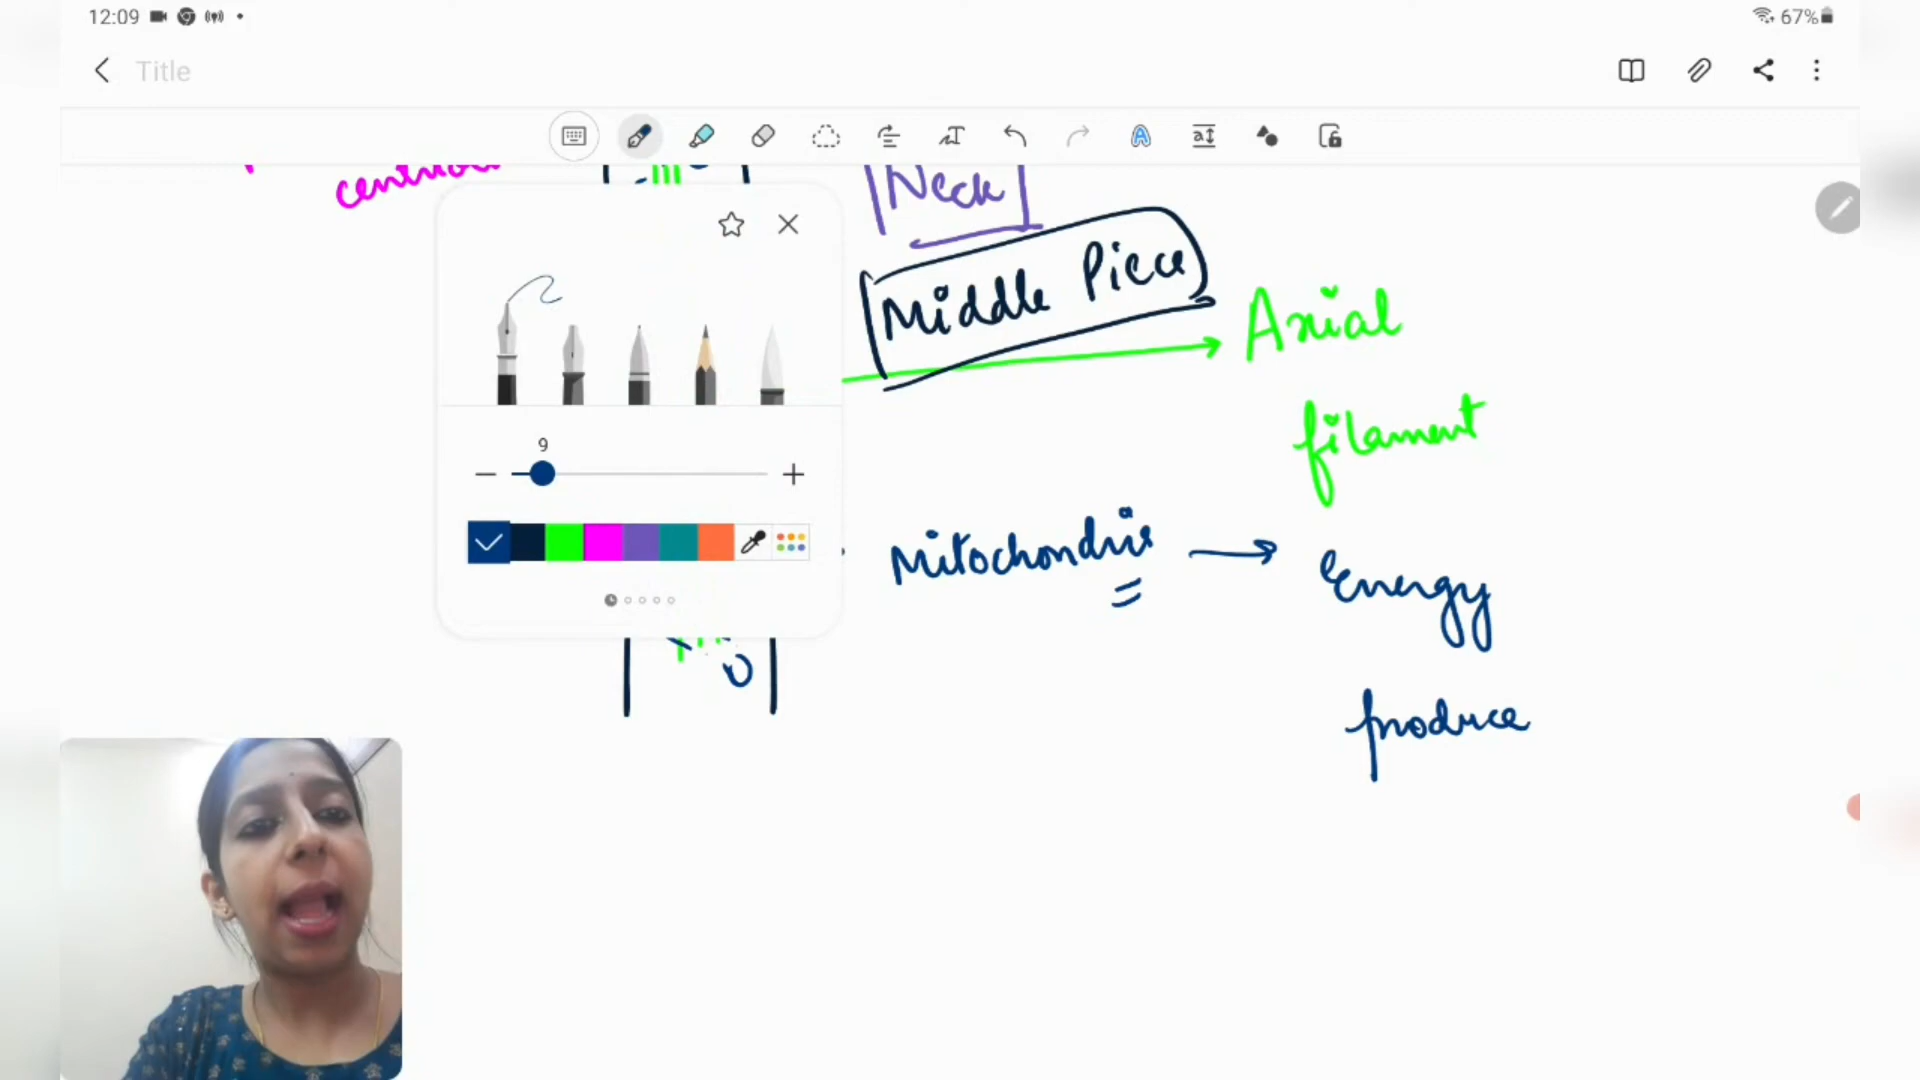 12:09
67%
Title
Neck
Middle Piece
Axial
filament
9
Mitochondria
Energy
produce